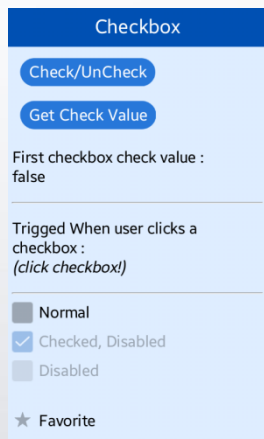 Checkbox
Check/UnCheck
Get Check Value
First checkbox check value :
false
Trigged When user clicks a
checkbox :
(click checkbox!)
Normal
Checked, Disabled
Disabled
Favorite